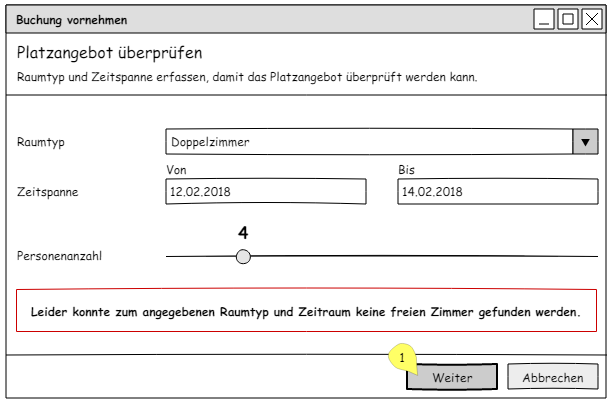 Buchung vornehmen
Platzangebot überprüfen
Raumtyp und Zeitspanne erfassen, damit das Platzangebot überprüft werden kann.
Raumtyp
Doppelzimmer
Von
Bis
Zeitspanne
12.02.2018
14.02.2018
4
Personenanzahl
Leider konnte zum angegebenen Raumtyp und Zeitraum keine freien Zimmer gefunden werden.
1
Weiter
Abbrechen